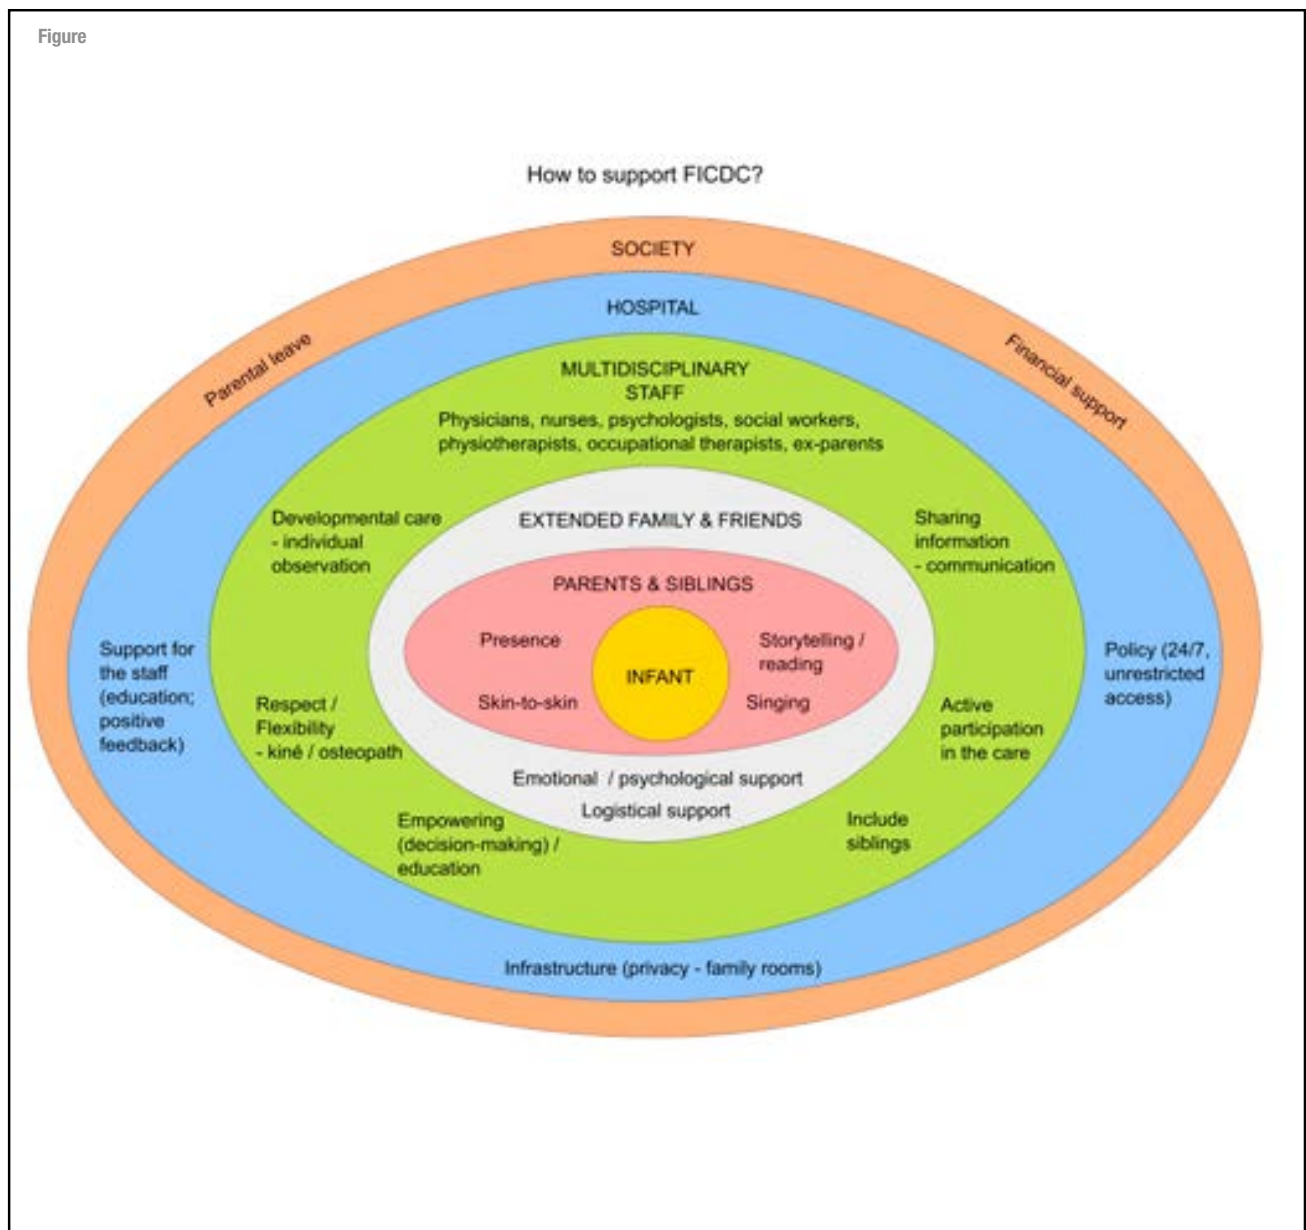 Figure
How to support FICDC?
SOCIETY
Parental leave
Financial support
HOSPITAL
MULTIDISCIPLINARY
STAFF
Physicians, nurses, psychologists, social workers,
physiotherapists, occupational therapists, ex-parents
Developmental care
- individual
observation
Sharing
information
- communication
EXTENDED FAMILY & FRIENDS
PARENTS & SIBLINGS
Presence
Storytelling /
reading
INFANT
Skin-to-skin
Singing
Support for
the staff
(education;
positive
feedback)
Policy (24/7,
unrestricted
access)
Respect /
Flexibility
- kiné / osteopath
Active
participation
in the care
Emotional / psychological support
Logistical support
Empowering
(decision-making) /
education
Include
siblings
Infrastructure (privacy - family rooms)